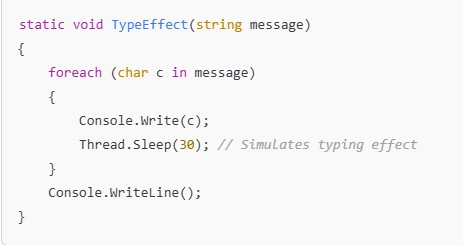 static void TypeEffect(string message)
{
    foreach (char c in message)
    {
        Console.Write(c);
        Thread.Sleep(30); // Simulates typing effect
    }
    Console.WriteLine();
}